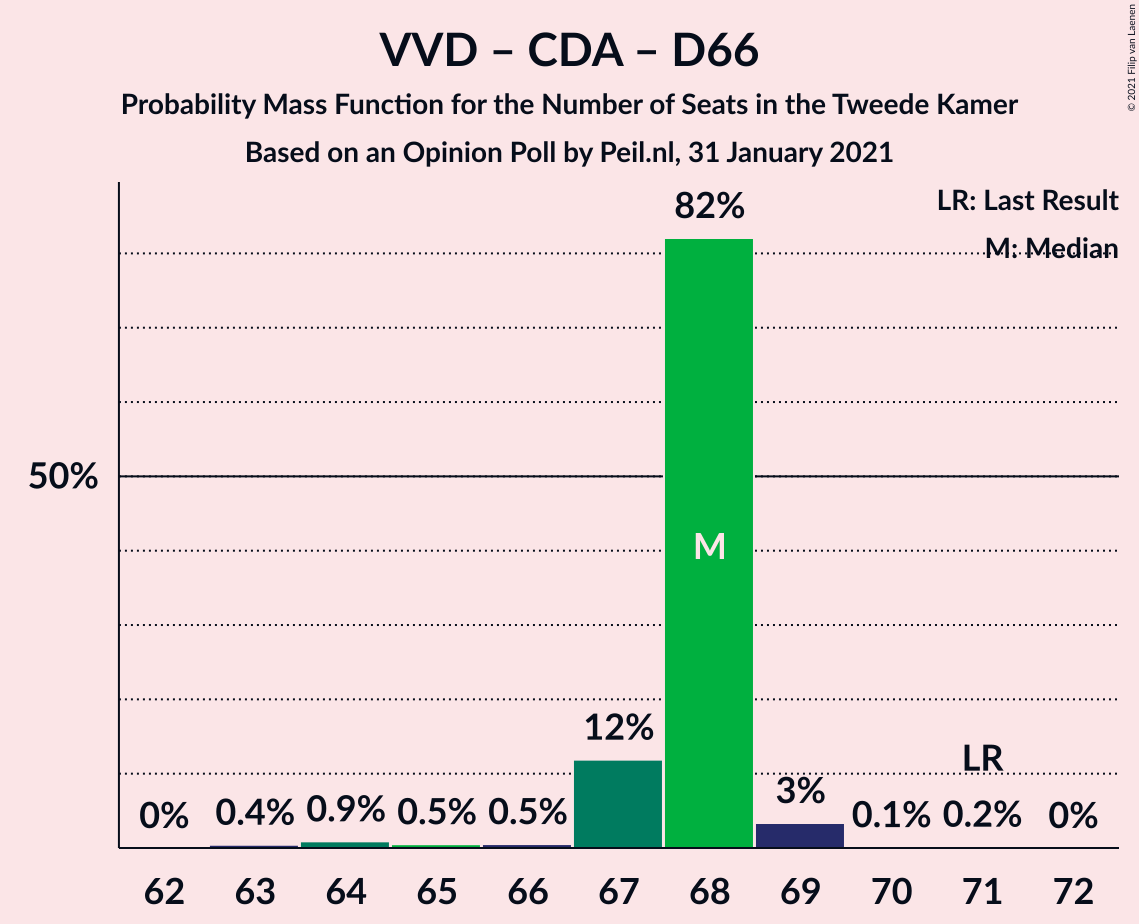 VVD – CDA – D66
Probability Mass Function for the Number of Seats in the Tweede Kamer
Based on an Opinion Poll by Peil.nl, 31 January 2021
© 2021 Filip van Laenen
LR: Last Result
M: Median
82%
50%
M
12%
LR
3%
0% 0.4% 0.9% 0.5% 0.5% 0.1% 0.2% 0%
62 63 64 65 66 67 68 69 70 71 72